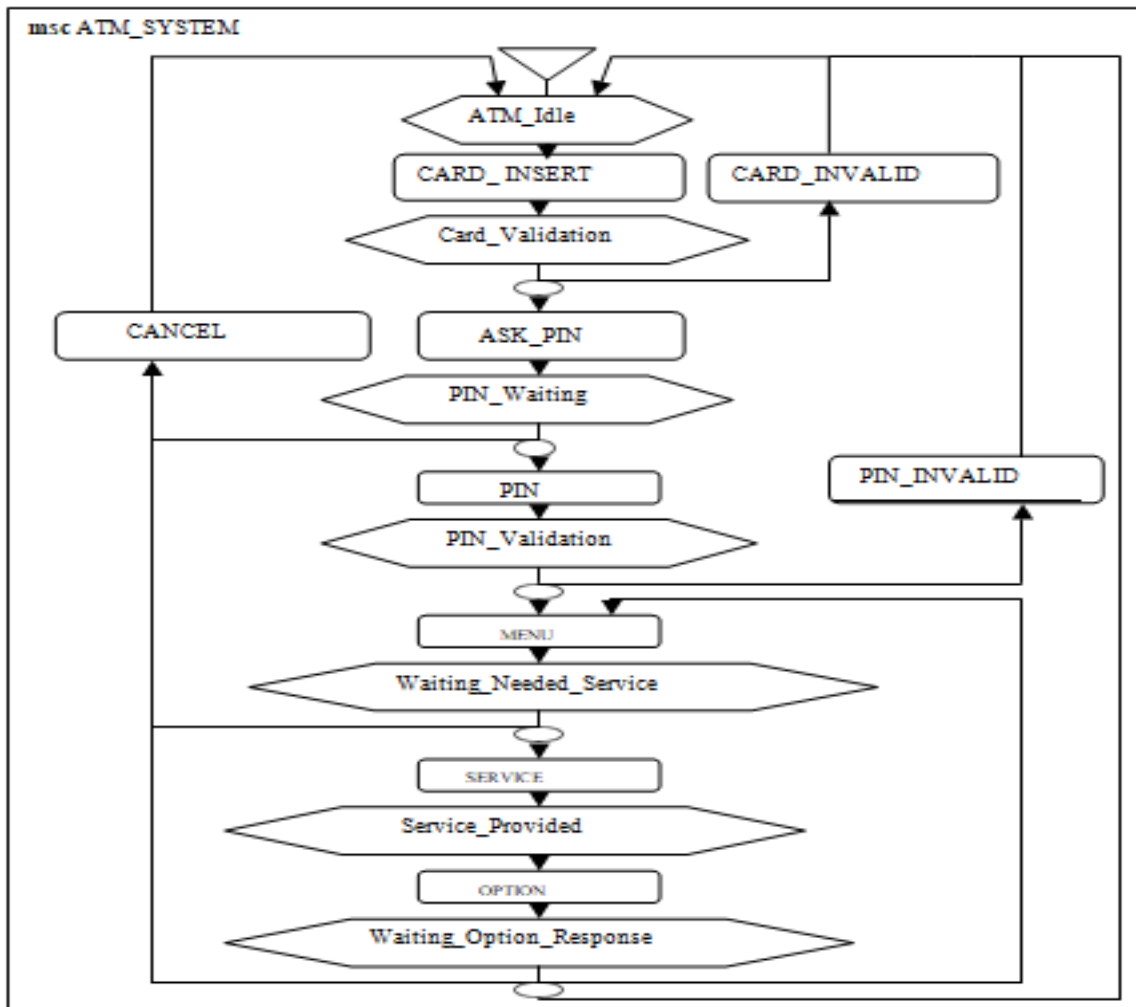 msc ATM_SYSTEM
ATM_Idle
CARD_ INSERT
CARD_INVALID
Card_Validation
CANCEL
ASK_PIN
PIN_Waiting
PIN_INVALID
PIN
PIN_Validation
MENU
Waiting_Needed_Service
SERVICE
Service_Provided
OPTION
Waiting_Option_Response